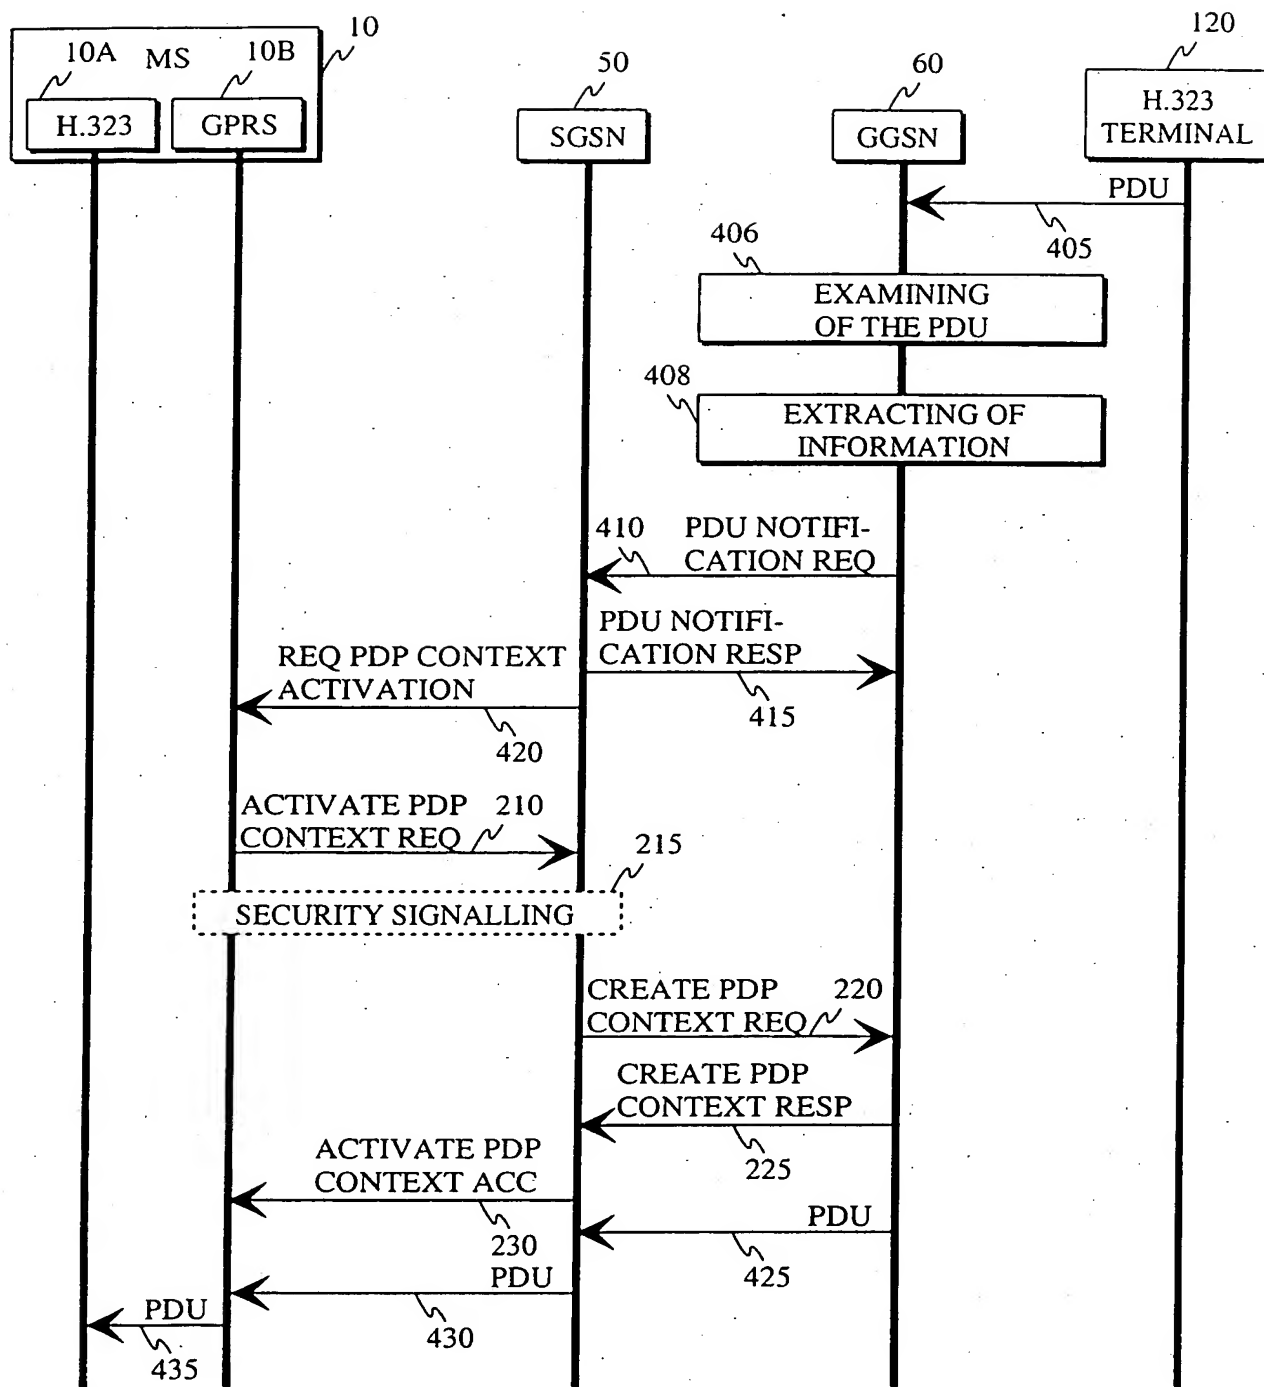 10A MS 10B 10
H.323 GPRS
50
SGSN
60
GGSN
120
H.323
TERMINAL
PDU
405
406
EXAMINING
OF THE PDU
408
EXTRACTING OF
INFORMATION
410 PDU NOTIFI-
CATION REQ
PDU NOTIFI-
CATION RESP
415
REQ PDP CONTEXT
ACTIVATION
420
ACTIVATE PDP 210
CONTEXT REQ
215
SECURITY SIGNALLING
CREATE PDP 220
CONTEXT REQ
CREATE PDP
CONTEXT RESP
225
ACTIVATE PDP
CONTEXT ACC
230
PDU
425
PDU
430
PDU
435